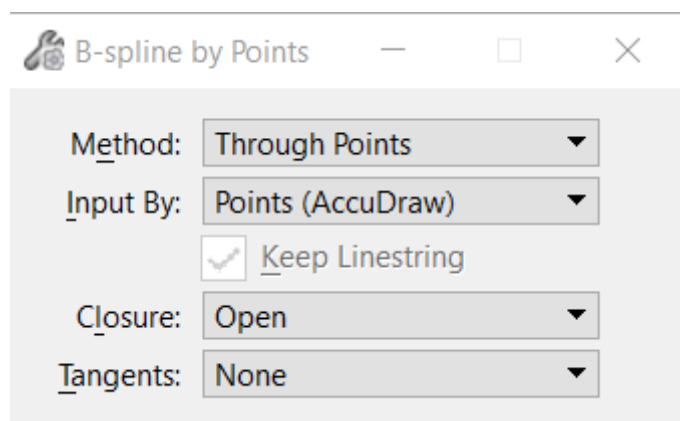 B-spline by Points
Method: Through Points
Input By: Points (AccuDraw)
Keep Linestring
Closure: Open
Tangents: None